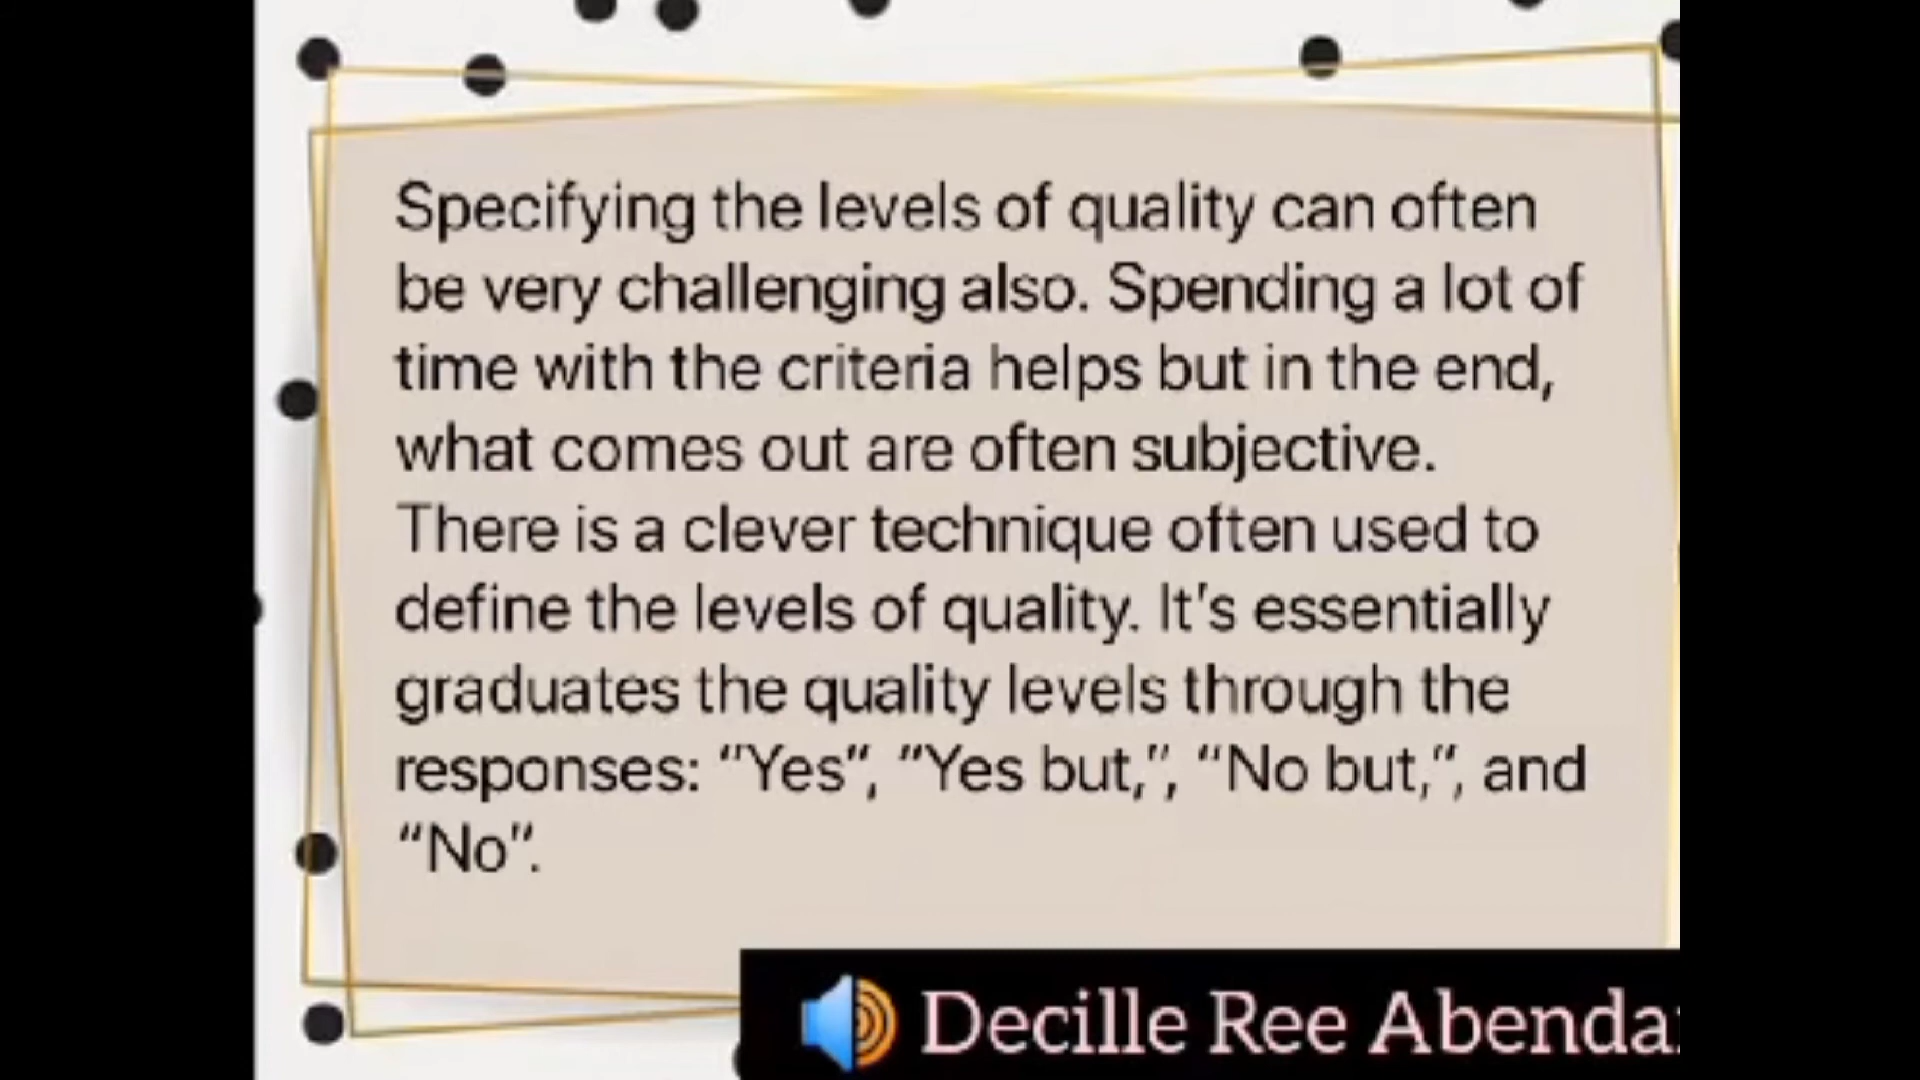 Specifying the levels of quality can often
be very challenging also. Spending a lot of
time with the criteria helps but in the end,
what comes out are often subjective.
There is a clever technique often used to
define the levels of quality. It's essentially
graduates the quality levels through the
responses: “Yes”, “Yes but,”, “No but,”, and
“No”.
Decille Ree